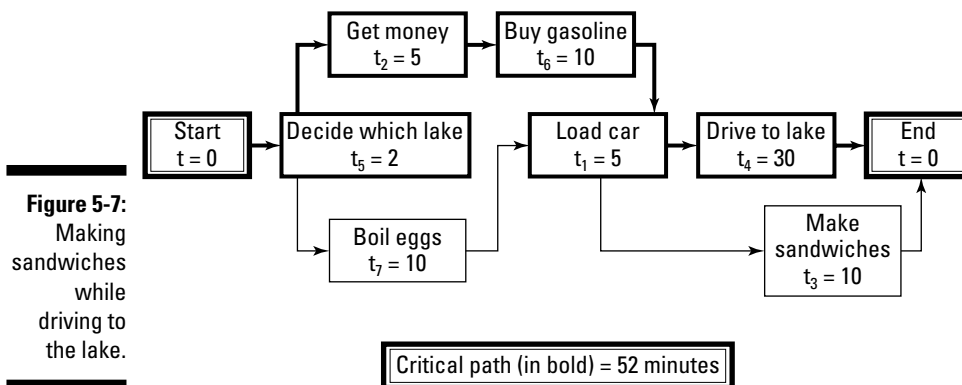 Get money
t₂ = 5
Buy gasoline
t₆ = 10
Start
t = 0
Decide which lake
t₅ = 2
Load car
t₁ = 5
Drive to lake
t₄ = 30
End
t = 0
Boil eggs
t₇ = 10
Make
sandwiches
t₃ = 10
Figure 5-7:
Making
sandwiches
while
driving to
the lake.
Critical path (in bold) = 52 minutes